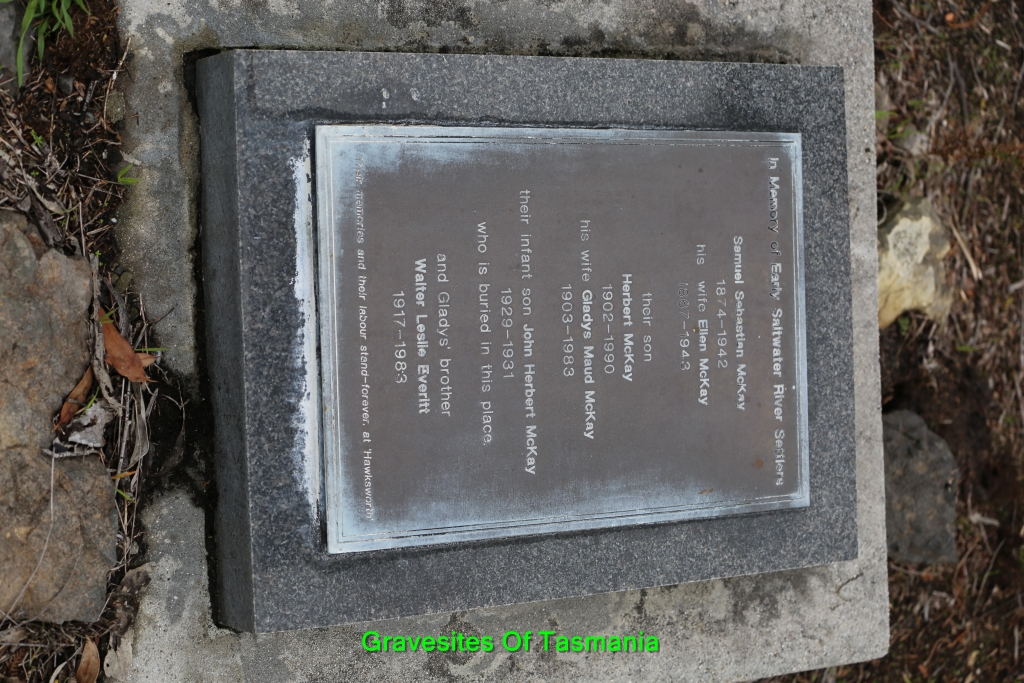 In Memory of Early Saltwater River Settlers
Samuel Sebastian McKay
1874–1942
his wife Ellen McKay
1943
their son
Herbert McKay
1902–1990
his wife Gladys Maud McKay
1903–1983
their infant son John Herbert McKay
1929–1931
who is buried in this place.
and Gladys' brother
Walter Leslie Everitt
1917–1983
memories and their labour stand–forever, at 'Hawksworth'
Gravesites Of Tasmania